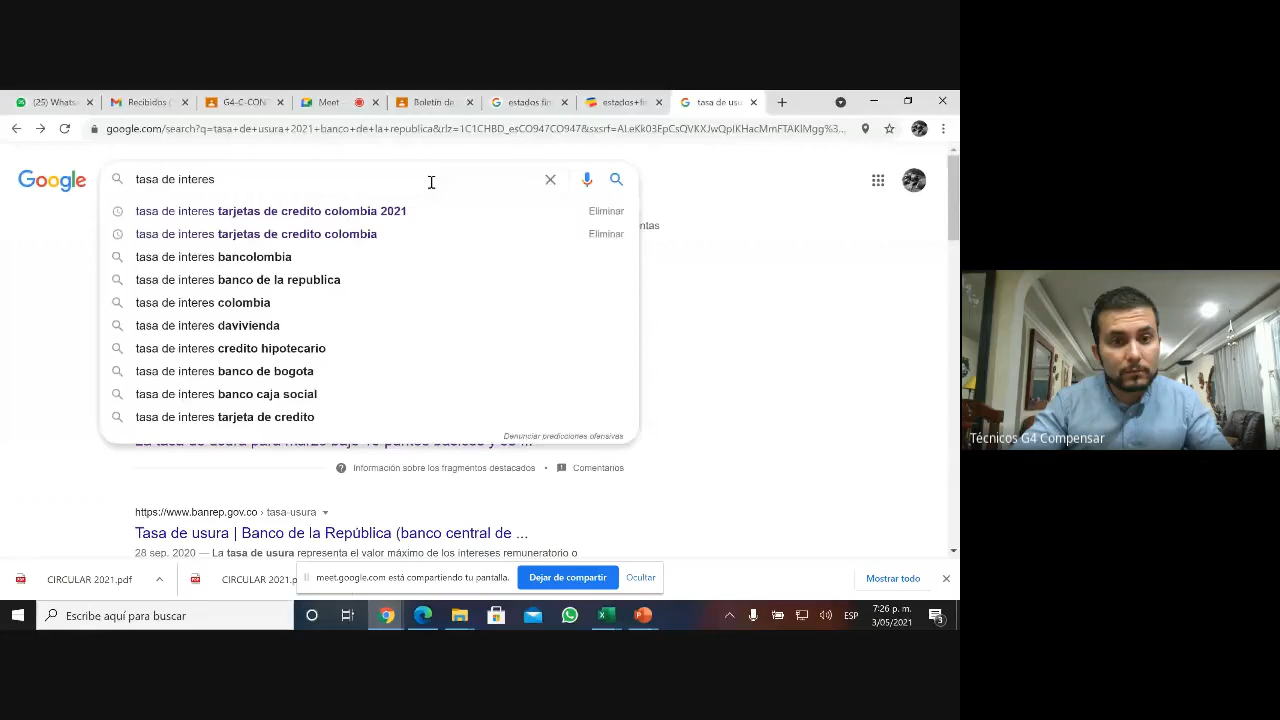 (25) Whats
Recibidos (
G4-C-CON
Meet
Boletín de
estados fin
estados+fi
tasa de usu
google.com/search?q=tasa+de+usura+2021+banco+de+la+republica&rlz=1C1CHBD_esCO947CO947&sxsrf=
Google
tasa de interes
tasa de interes tarjetas de credito colombia 2021
Eliminar
tasa de interes tarjetas de credito colombia
Eliminar
ntas
tasa de interes bancolombia
tasa de interes banco de la republica
tasa de interes colombia
tasa de interes davivienda
tasa de interes credito hipotecario
tasa de interes banco de bogota
tasa de interes banco caja social
tasa de interes tarjeta de credito
Denunciar predicciones ofensivas
Información sobre los fragmentos destacados • Comentarios
https://www.banrep.gov.co › tasa-usura
Tasa de usura | Banco de la República (banco central de ...
28 sep. 2020 — La tasa de usura representa el valor máximo de los intereses remuneratorio o
CIRCULAR 2021.pdf
CIRCULAR 2021.p
meet.google.com está compartiendo tu pantalla.
Dejar de compartir
Ocultar
Mostrar todo
Escribe aquí para buscar
ESP
7:26 p. m.
3/05/2021
3
Técnicos G4 Compensar